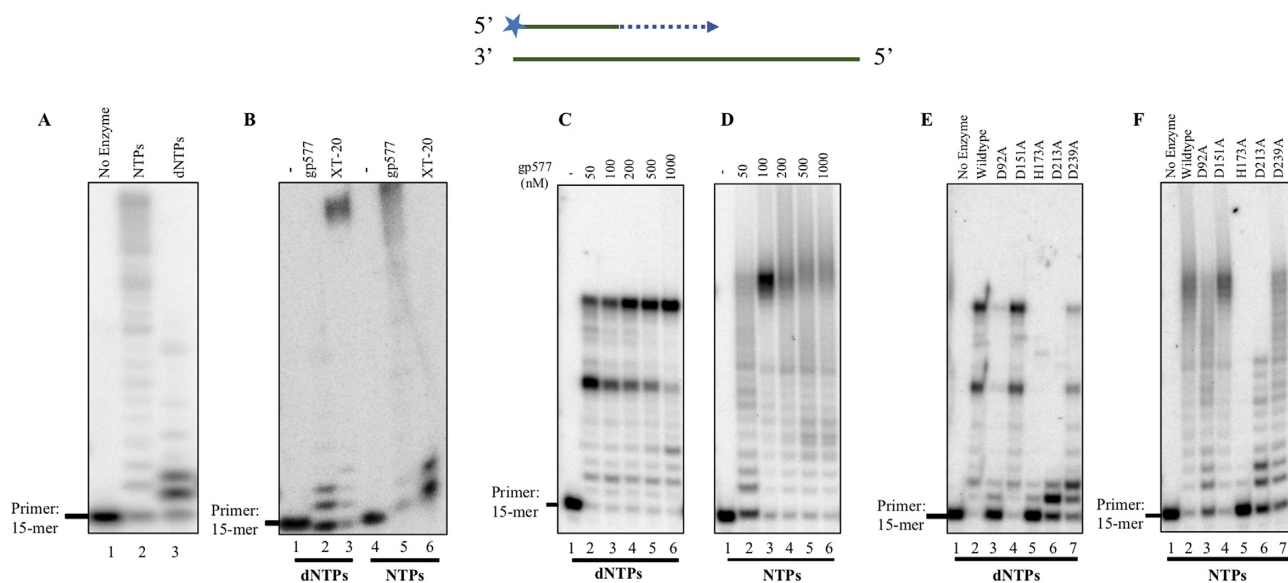 5’
3’ 5’
A
No Enzyme
NTPs
dNTPs
Primer:
15-mer
1 2 3
B
-
gp577
XT-20
-
gp577
XT-20
1 2 3 4 5 6
dNTPs NTPs
C
gp577
(nM)
- 50 100 200 500 1000
Primer:
15-mer
1 2 3 4 5 6
dNTPs
D
- 50 100 200 500 1000
1 2 3 4 5 6
NTPs
E
No Enzyme
Wildtype
D92A
D151A
H173A
D213A
D239A
Primer:
15-mer
1 2 3 4 5 6 7
dNTPs
F
No Enzyme
Wildtype
D92A
D151A
H173A
D213A
D239A
Primer:
15-mer
1 2 3 4 5 6 7
NTPs